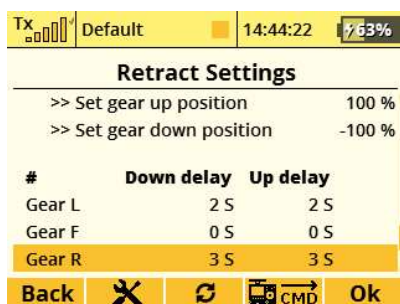 Tx Default 14:44:22 63%
Retract Settings
>> Set gear up position 100 %
>> Set gear down position -100 %
# Down delay Up delay
Gear L 2 S 2 S
Gear F 0 S 0 S
Gear R 3 S 3 S
Back CMD Ok